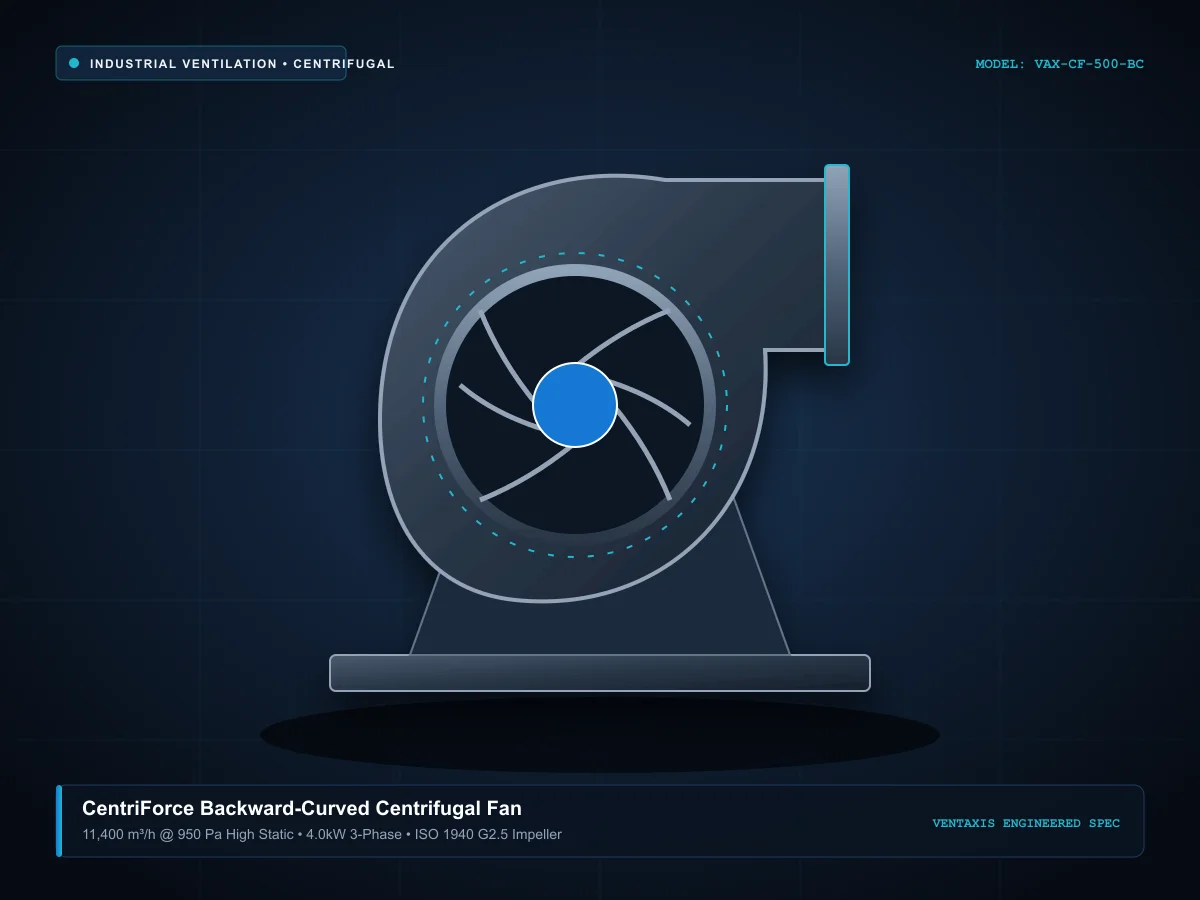 INDUSTRIAL VENTILATION • CENTRIFUGAL
MODEL: VAX-CF-500-BC
CentriForce Backward-Curved Centrifugal Fan
11,400 m³/h @ 950 Pa High Static • 4.0kW 3-Phase • ISO 1940 G2.5 Impeller
VENTAXIS ENGINEERED SPEC